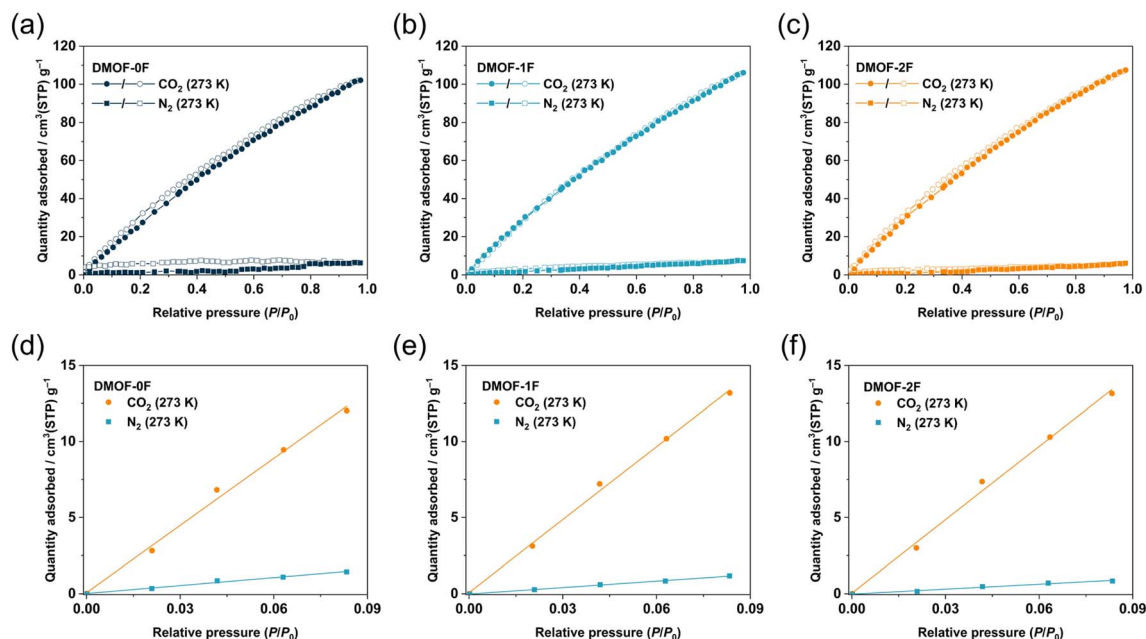 (a)
DMOF-0F
CO₂ (273 K)
N₂ (273 K)
Quantity adsorbed / cm³(STP) g⁻¹
120
100
80
60
40
20
0
0.0 0.2 0.4 0.6 0.8 1.0
Relative pressure (P/P₀)
(b)
DMOF-1F
CO₂ (273 K)
N₂ (273 K)
Quantity adsorbed / cm³(STP) g⁻¹
120
100
80
60
40
20
0
0.0 0.2 0.4 0.6 0.8 1.0
Relative pressure (P/P₀)
(c)
DMOF-2F
CO₂ (273 K)
N₂ (273 K)
Quantity adsorbed / cm³(STP) g⁻¹
120
100
80
60
40
20
0
0.0 0.2 0.4 0.6 0.8 1.0
Relative pressure (P/P₀)
(d)
DMOF-0F
CO₂ (273 K)
N₂ (273 K)
Quantity adsorbed / cm³(STP) g⁻¹
15
10
5
0
0.00 0.03 0.06 0.09
Relative pressure (P/P₀)
(e)
DMOF-1F
CO₂ (273 K)
N₂ (273 K)
Quantity adsorbed / cm³(STP) g⁻¹
15
10
5
0
0.00 0.03 0.06 0.09
Relative pressure (P/P₀)
(f)
DMOF-2F
CO₂ (273 K)
N₂ (273 K)
Quantity adsorbed / cm³(STP) g⁻¹
15
10
5
0
0.00 0.03 0.06 0.09
Relative pressure (P/P₀)